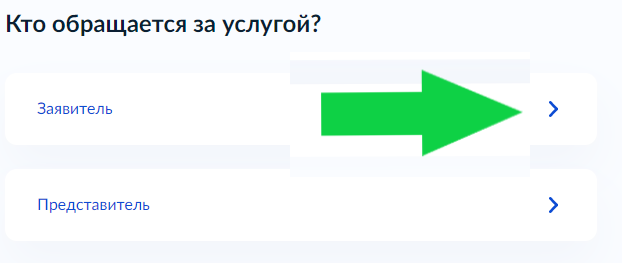 Кто обращается за услугой?
Заявитель
Представитель